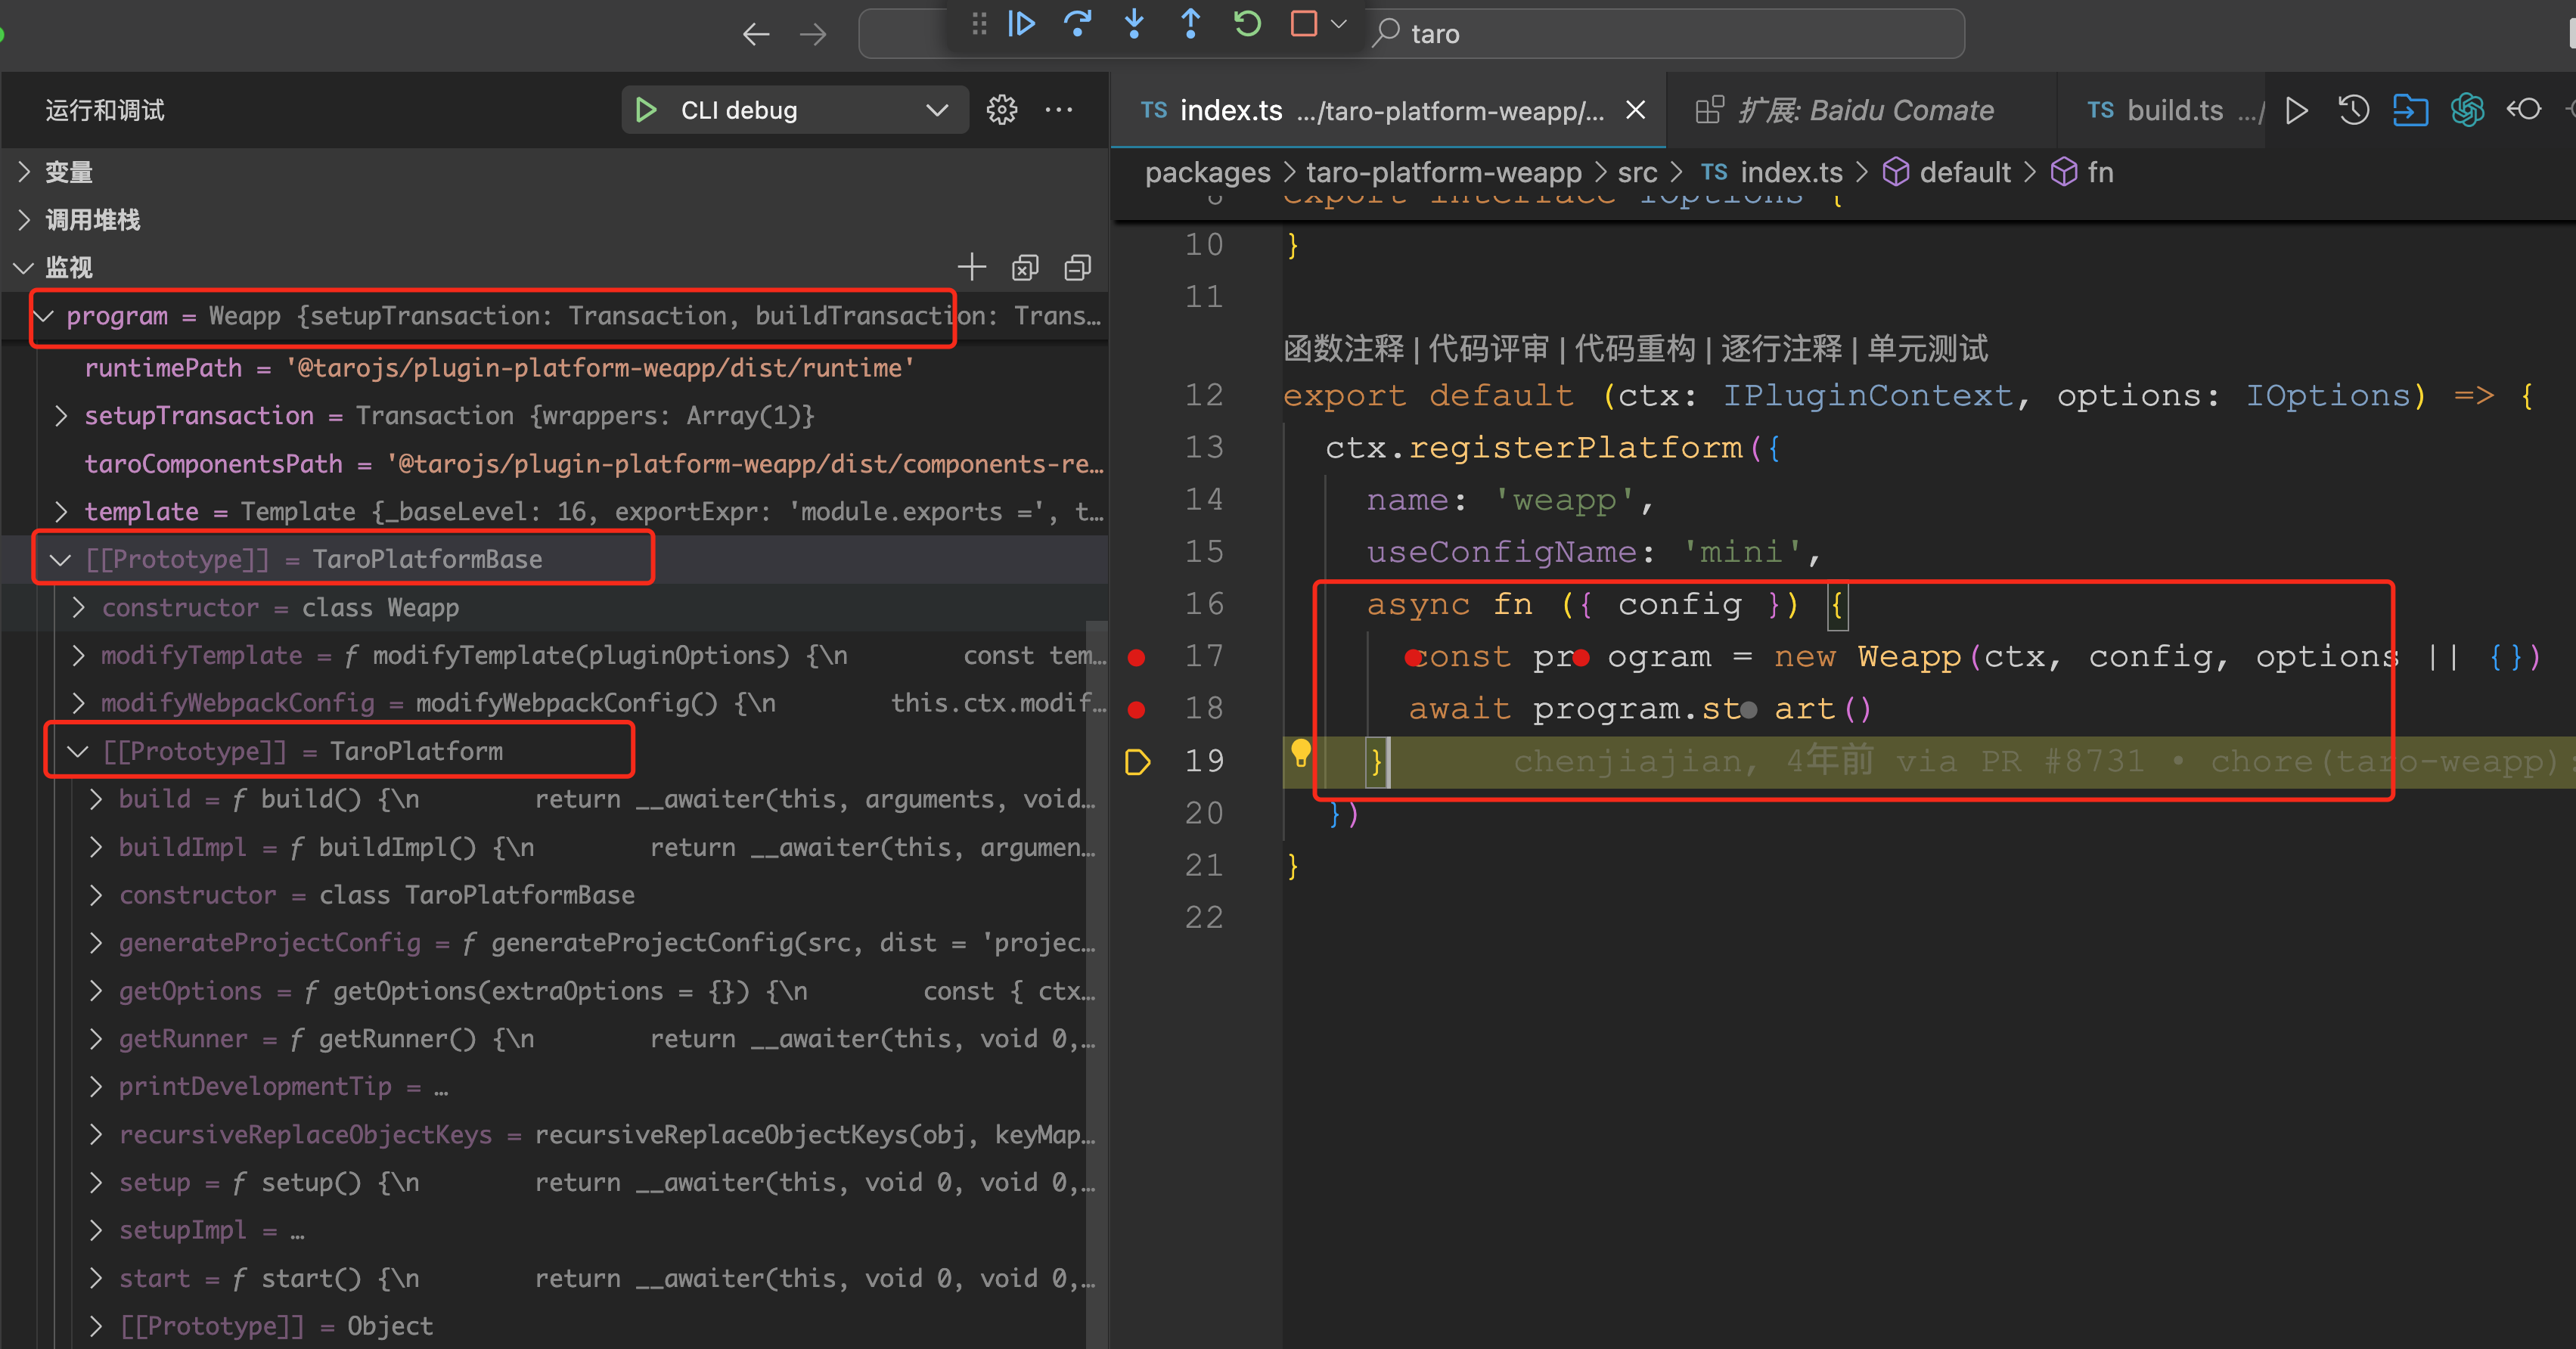 taro
运行和调试
CLI debug
变量
调用堆栈
监视
program = Weapp {setupTransaction: Transaction, buildTransaction: Trans…
runtimePath = '@tarojs/plugin-platform-weapp/dist/runtime'
setupTransaction = Transaction {wrappers: Array(1)}
taroComponentsPath = '@tarojs/plugin-platform-weapp/dist/components-re…
template = Template {_baseLevel: 16, exportExpr: 'module.exports =', t…
[[Prototype]] = TaroPlatformBase
constructor = class Weapp
modifyTemplate = ƒ modifyTemplate(pluginOptions) {\n        const tem…
modifyWebpackConfig = modifyWebpackConfig() {\n        this.ctx.modif…
[[Prototype]] = TaroPlatform
build = ƒ build() {\n        return __awaiter(this, arguments, void…
buildImpl = ƒ buildImpl() {\n        return __awaiter(this, argumen…
constructor = class TaroPlatformBase
generateProjectConfig = ƒ generateProjectConfig(src, dist = 'projec…
getOptions = ƒ getOptions(extraOptions = {}) {\n        const { ctx…
getRunner = ƒ getRunner() {\n        return __awaiter(this, void 0,…
printDevelopmentTip = …
recursiveReplaceObjectKeys = recursiveReplaceObjectKeys(obj, keyMap…
setup = ƒ setup() {\n        return __awaiter(this, void 0, void 0,…
setupImpl = …
start = ƒ start() {\n        return __awaiter(this, void 0, void 0,…
[[Prototype]] = Object
TS index.ts …/taro-platform-weapp/…
扩展: Baidu Comate
TS build.ts …/
packages > taro-platform-weapp > src > TS index.ts > default > fn
8 export interface IOptions {
10 }
11
函数注释 | 代码评审 | 代码重构 | 逐行注释 | 单元测试
12 export default (ctx: IPluginContext, options: IOptions) => {
13 ctx.registerPlatform({
14 name: 'weapp',
15 useConfigName: 'mini',
16 async fn ({ config }) {
17 const program = new Weapp(ctx, config, options || {})
18 await program.start()
19 } chenjiajian, 4年前 via PR #8731 • chore(taro-weapp):
20 })
21 }
22